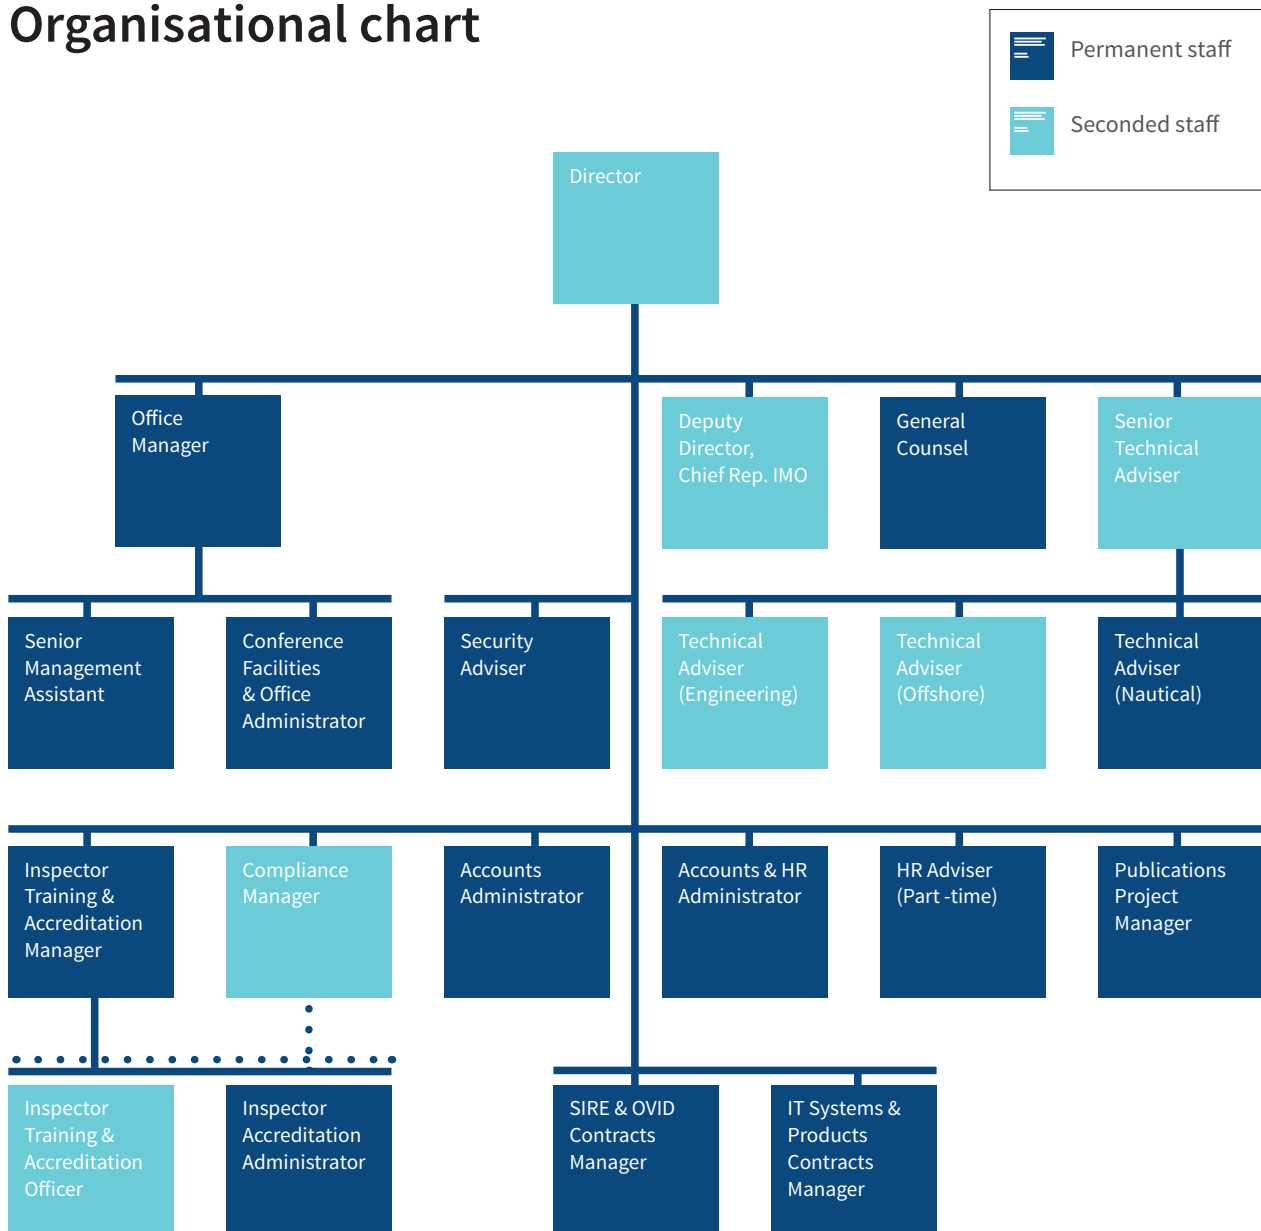 Organisational chart
Permanent staff
Seconded staff
Director
Office
Manager
Deputy
Director,
Chief Rep. IMO
General
Counsel
Senior
Technical
Adviser
Senior
Management
Assistant
Conference
Facilities
& Office
Administrator
Security
Adviser
Technical
Adviser
(Engineering)
Technical
Adviser
(Offshore)
Technical
Adviser
(Nautical)
Inspector
Training &
Accreditation
Manager
Compliance
Manager
Accounts
Administrator
Accounts & HR
Administrator
HR Adviser
(Part -time)
Publications
Project
Manager
Inspector
Training &
Accreditation
Officer
Inspector
Accreditation
Administrator
SIRE & OVID
Contracts
Manager
IT Systems &
Products
Contracts
Manager